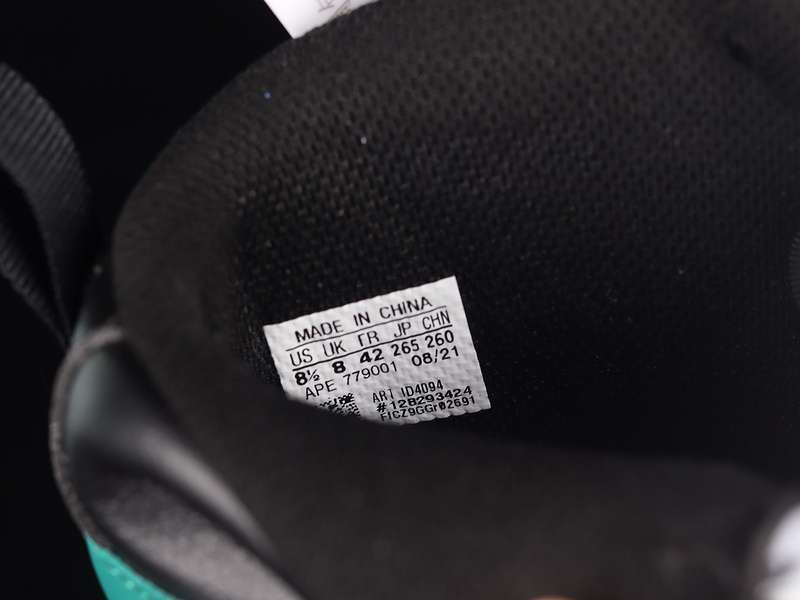 MADE IN CHINA
US UK FR JP CHN
8½ 8 42 265 260
APE 779001 08/21
ART ID4094
#128293424